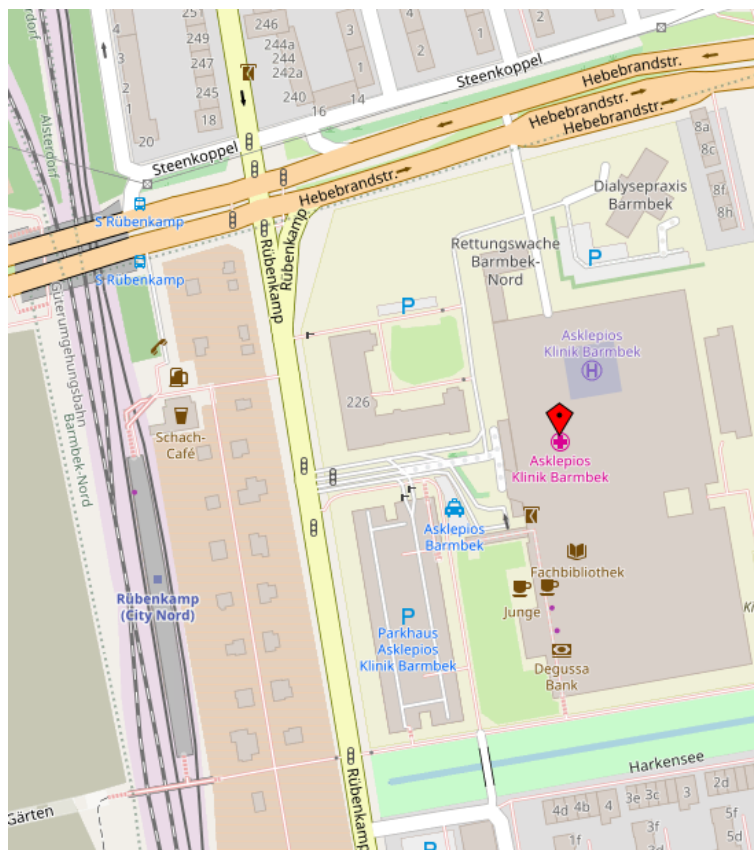 251
249
247
245
18
246
244
244a
242a
240
16
14
3
1
4
2
1
3
4
3
2
1
20
Steenkoppel
Steenkoppel
Hebebrandstr.
Hebebrandstr.
Hebebrandstr.
Hebebrandstr.
Alsterdorf
8a
8c
8f
8h
Dialysepraxis
Barmbek
S Rübenkamp
S Rübenkamp
Rübenkamp
Rübenkamp
Rettungswache
Barmbek-
Nord
P
P
Güterumgehungsbahn
Barmbek-Nord
Asklepios
Klinik Barmbek
H
226
Schach-
Café
Asklepios
Klinik Barmbek
Asklepios
Barmbek
Fachbibliothek
Rübenkamp
(City Nord)
Junge
P
Parkhaus
Asklepios
Klinik Barmbek
Degussa
Bank
Ki
Rübenkamp
Harkensee
Gärten
4d
4b
4
3e
3c
3
2d
1f
3f
3d
5f
5d
P